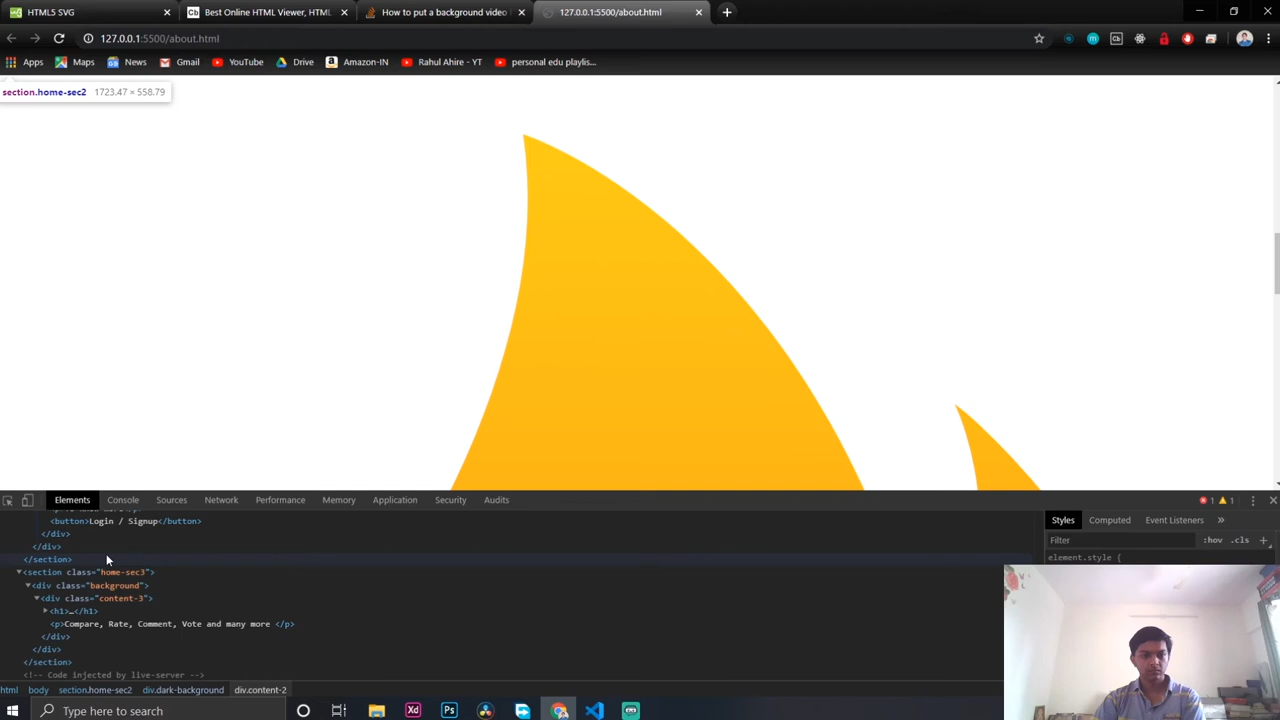 HTML5 SVG
Best Online HTML Viewer, HTML
How to put a background video
127.0.0.1:5500/about.html
127.0.0.1:5500/about.html
Apps Maps News Gmail YouTube Drive Amazon-IN Rahul Ahire - YT personal edu playlis...
section.home-sec2 1723.47 × 558.79
Elements Console Sources Network Performance Memory Application Security Audits 1 1
<button>Login / Signup</button>
</div>
</div>
</section>
<section class="home-sec3">
<div class="background">
<div class="content-3">
<h1>…</h1>
<p>Compare, Rate, Comment, Vote and many more </p>
</div>
</div>
</section>
<!-- Code injected by live-server -->
html body section.home-sec2 div.dark-background div.content-2
Styles Computed Event Listeners »
Filter :hov .cls +
element.style {
Type here to search